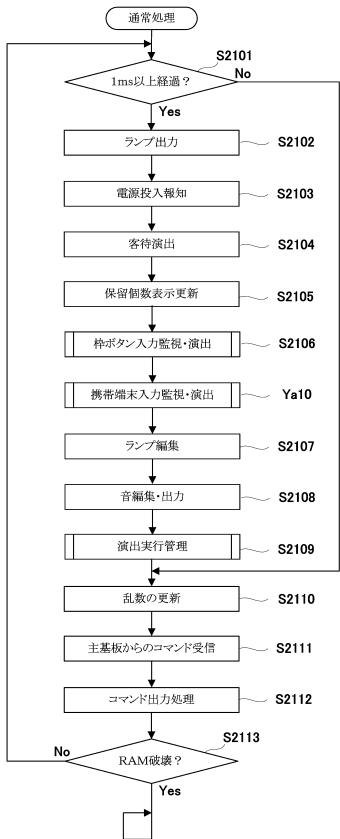 通常処理
S2101
1ms以上経過？
No
Yes
ランプ出力
S2102
電源投入報知
S2103
客待演出
S2104
保留個数表示更新
S2105
枠ボタン入力監視・演出
S2106
携帯端末入力監視・演出
Ya10
ランプ編集
S2107
音編集・出力
S2108
演出実行管理
S2109
乱数の更新
S2110
主基板からのコマンド受信
S2111
コマンド出力処理
S2112
S2113
No
RAM破壊？
Yes